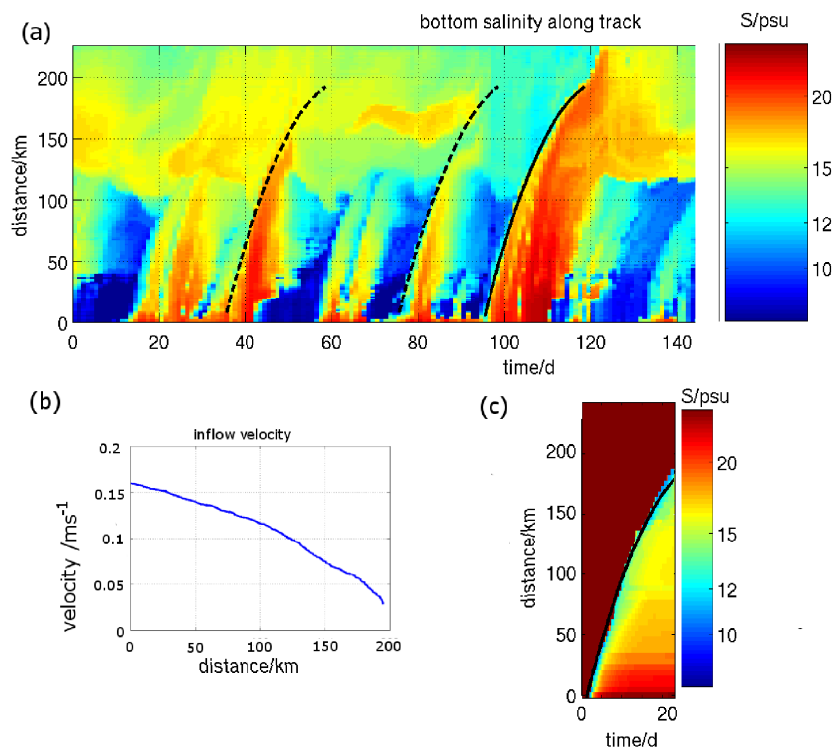 (a)
bottom salinity along track
S/psu
distance/km
200
150
100
50
0
0 20 40 60 80 100 120 140
time/d
20
15
12
10
(b)
inflow velocity
velocity /ms⁻¹
0.2
0.15
0.1
0.05
0
0 50 100 150 200
distance/km
(c)
S/psu
distance/km
200
150
100
50
0
0 20
time/d
20
15
12
10